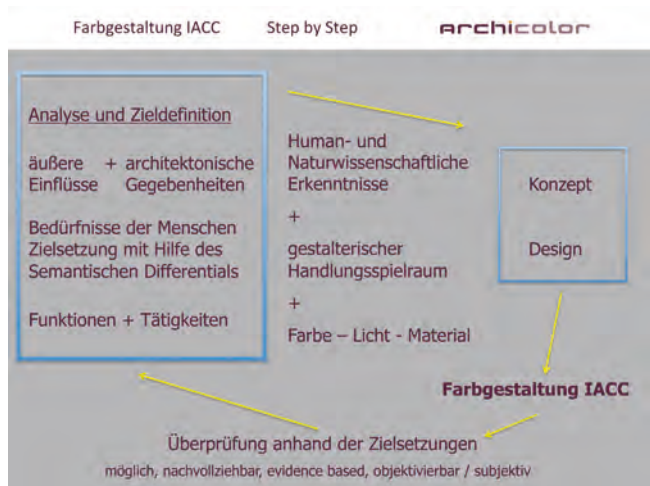 Farbgestaltung IACC Step by Step Archicolor
Analyse und Zieldefinition
äußere + architektonische
Einflüsse Gegebenheiten
Bedürfnisse der Menschen
Zielsetzung mit Hilfe des
Semantischen Differentials
Funktionen + Tätigkeiten
Human- und
Naturwissenschaftliche
Erkenntnisse
+
gestalterischer
Handlungsspielraum
+
Farbe – Licht - Material
Konzept
Design
Farbgestaltung IACC
Überprüfung anhand der Zielsetzungen
möglich, nachvollziehbar, evidence based, objektivierbar / subjektiv